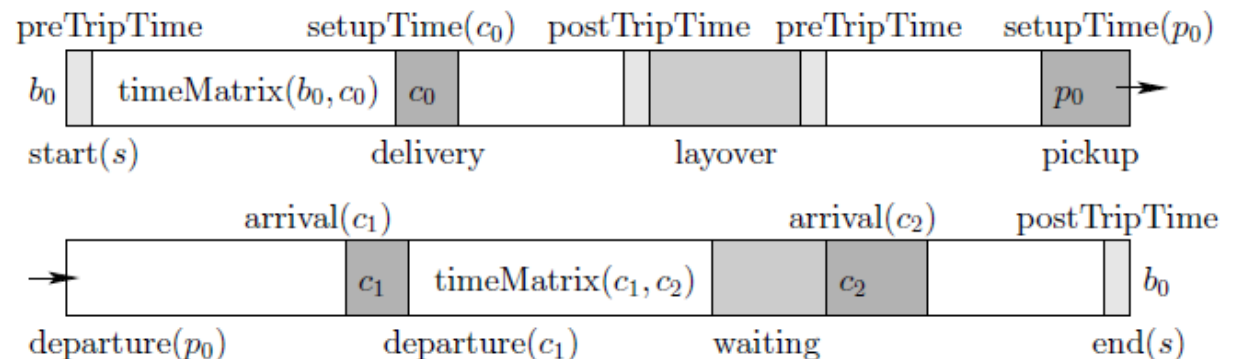 preTripTime setupTime(c₀) postTripTime preTripTime setupTime(p₀)
b₀ timeMatrix(b₀, c₀) c₀ p₀
start(s) delivery layover pickup
arrival(c₁) arrival(c₂) postTripTime
c₁ timeMatrix(c₁, c₂) c₂ b₀
departure(p₀) departure(c₁) waiting end(s)